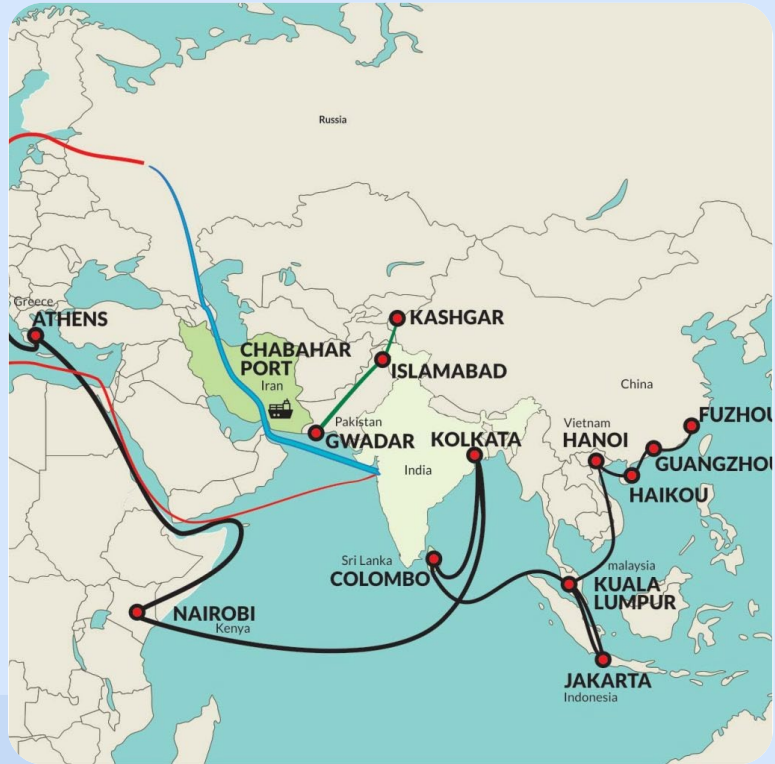 Russia
Greece
ATHENS
KASHGAR
CHABAHAR
PORT
Iran
ISLAMABAD
China
Pakistan
GWADAR
KOLKATA
India
Vietnam
HANOI
FUZHOU
GUANGZHOU
HAIKOU
Sri Lanka
COLOMBO
malaysia
KUALA
LUMPUR
NAIROBI
Kenya
JAKARTA
Indonesia